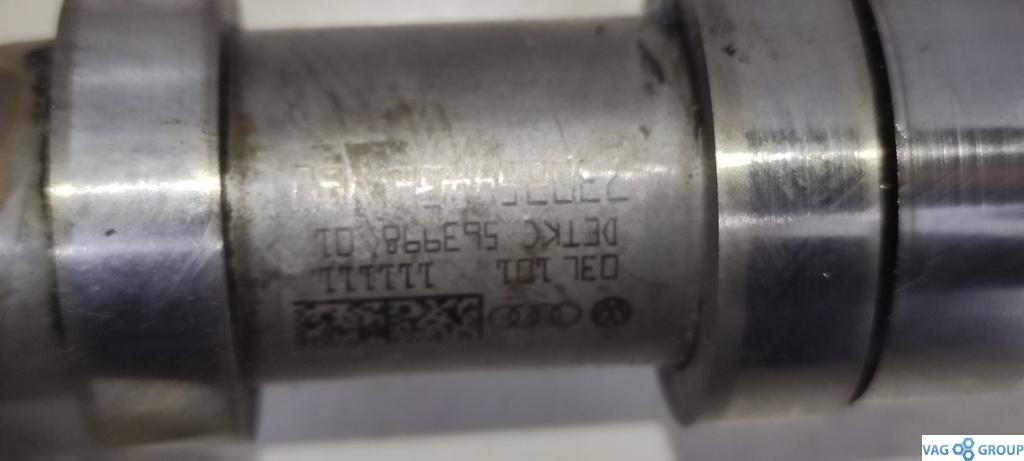 03L 101 111111
DETKC 563998 01
VAG GROUP